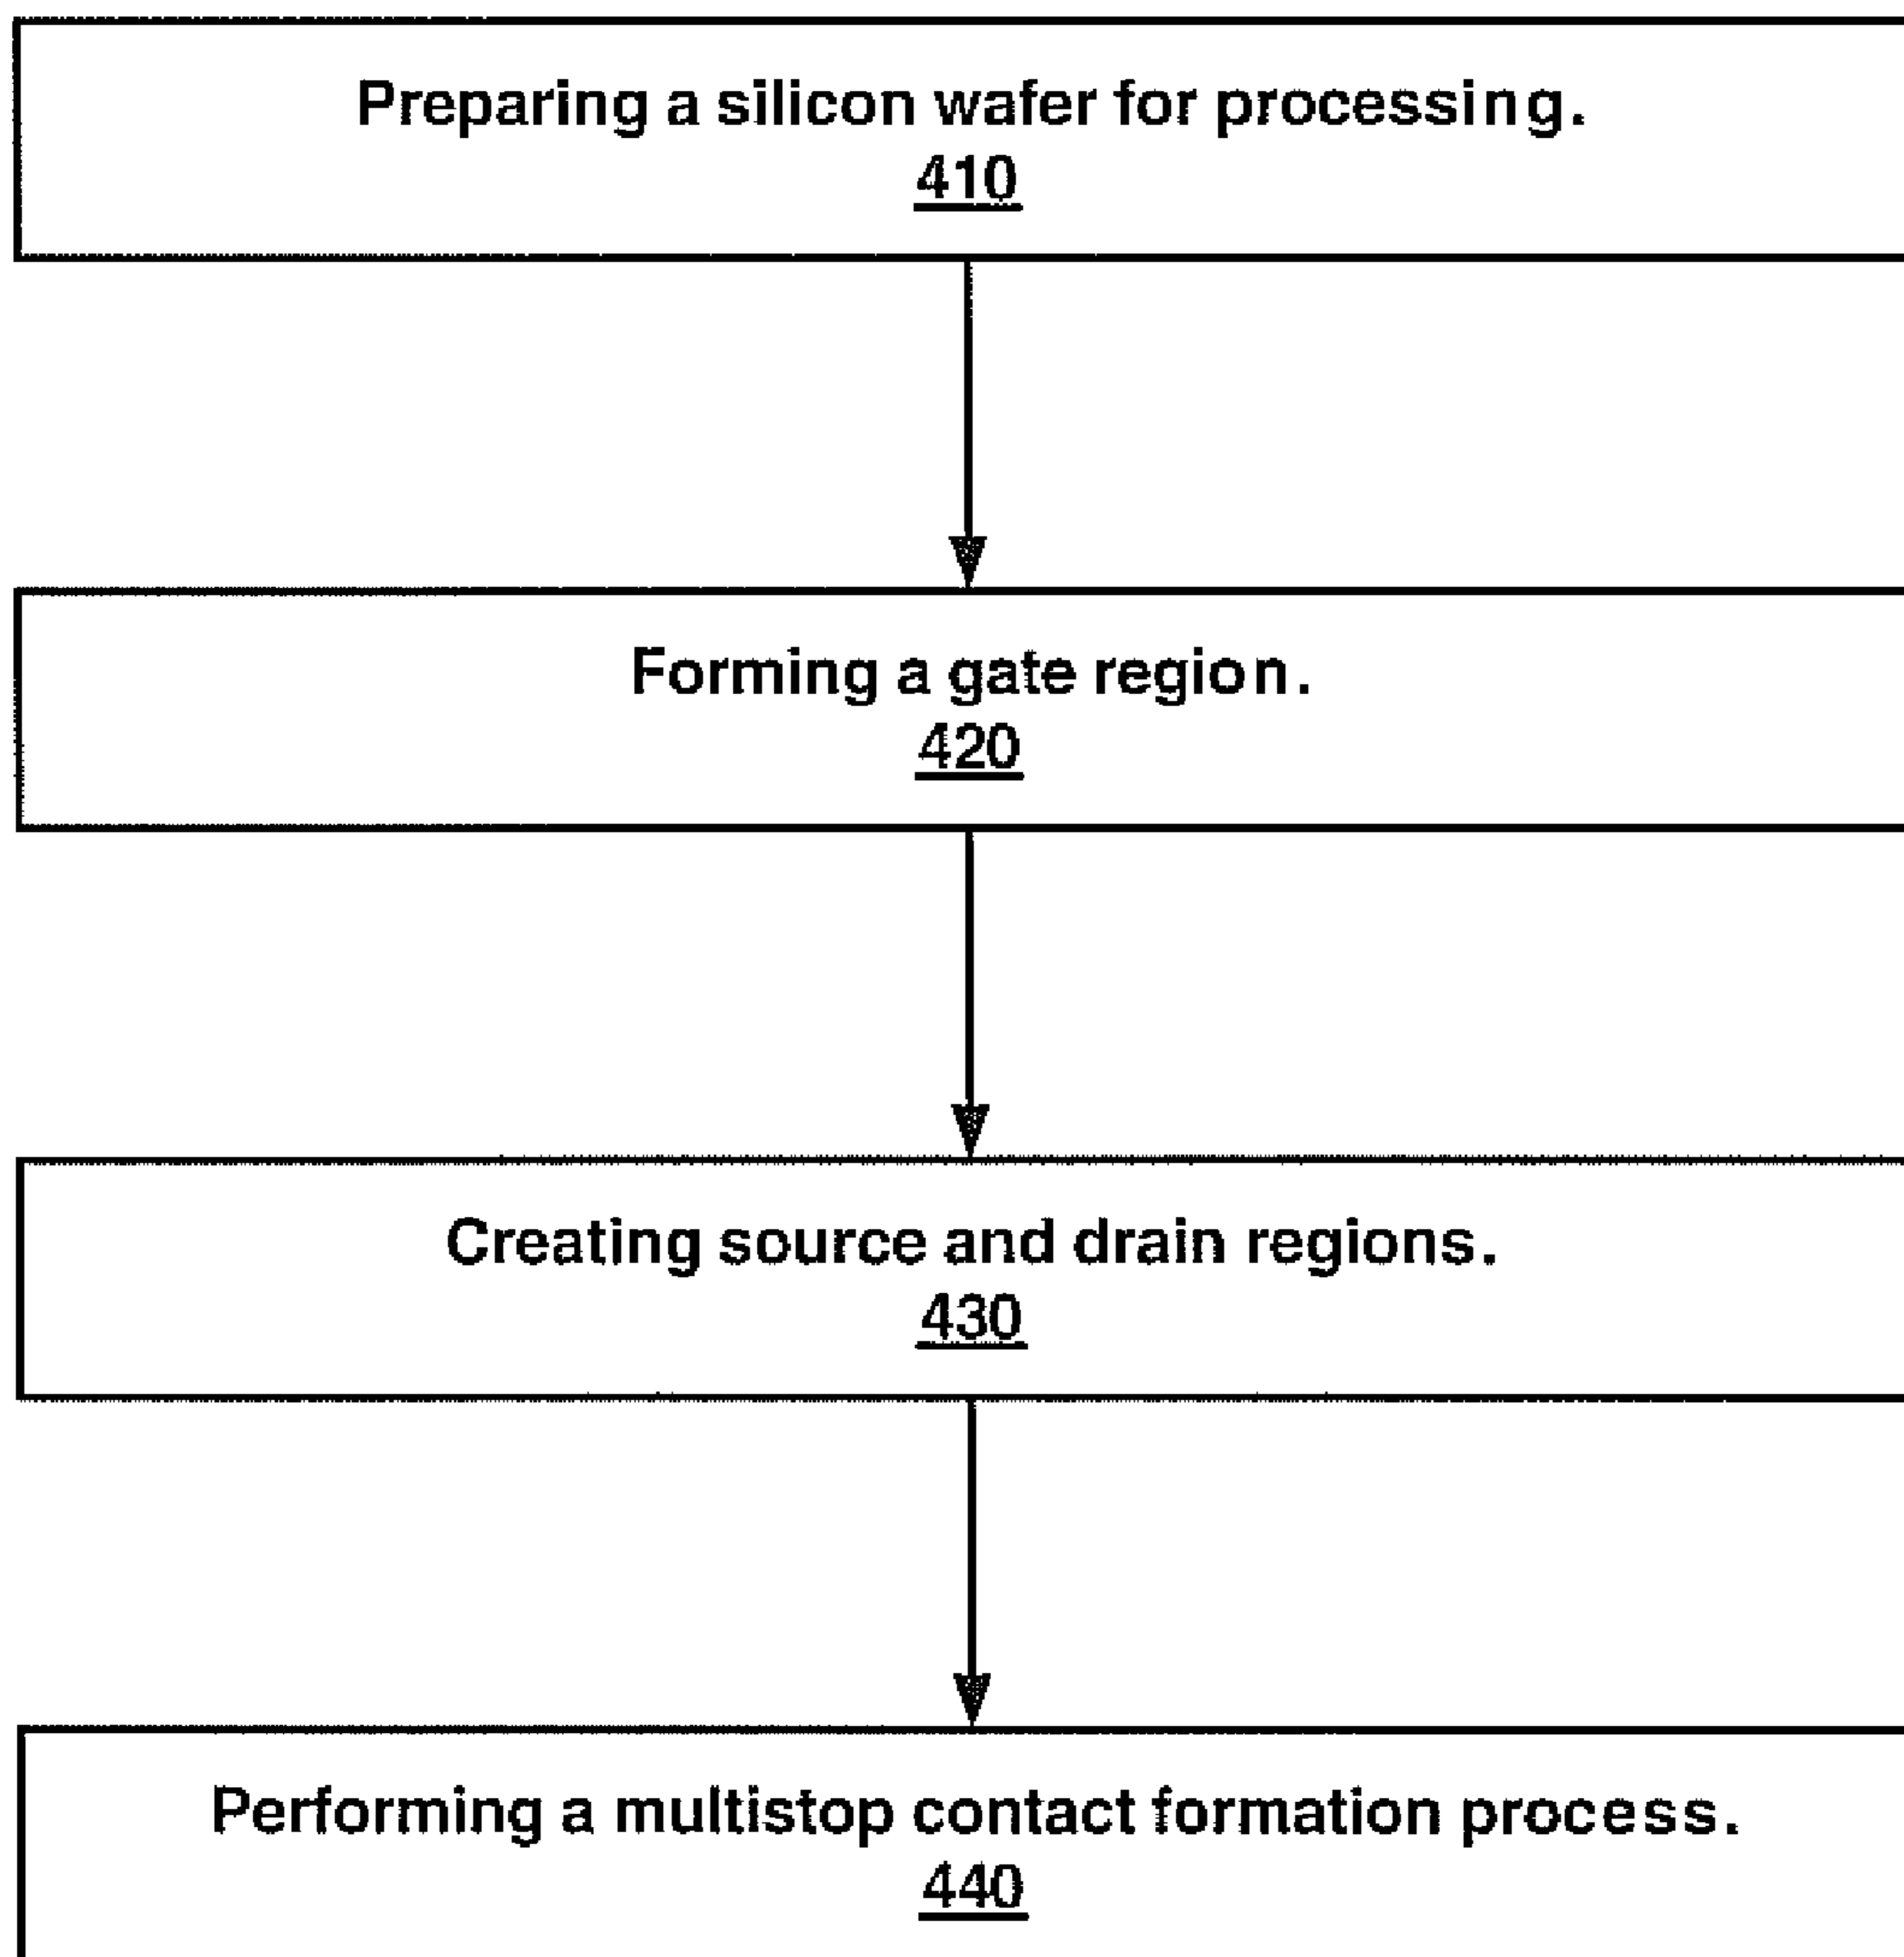 Preparing a silicon wafer for processing.
410
Forming a gate region.
420
Creating source and drain regions.
430
Performing a multistop contact formation process.
440